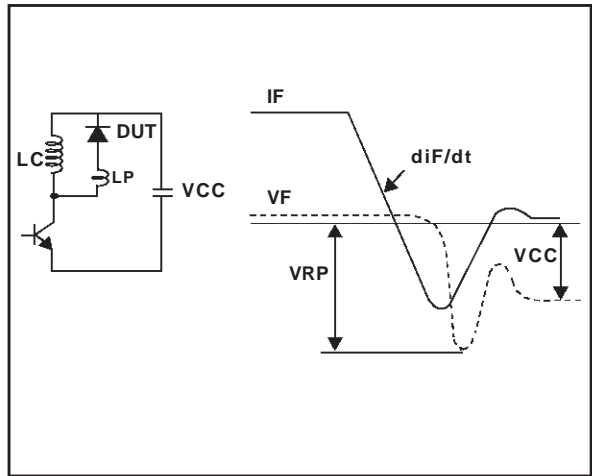 DUT
LC
LP
VCC
IF
diF/dt
VF
VRP
VCC